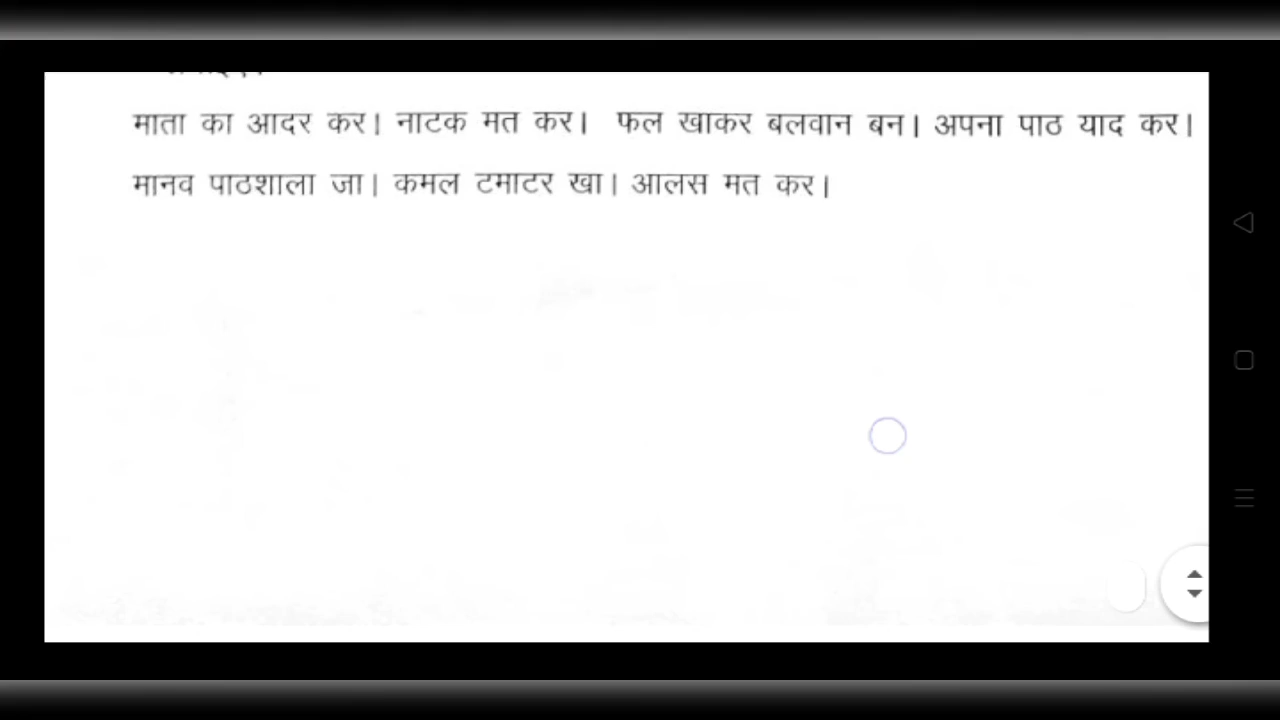 माता का आदर कर। नाटक मत कर। फल खाकर बलवान बन। अपना पाठ याद कर।
मानव पाठशाला जा। कमल टमाटर खा। आलस मत कर।